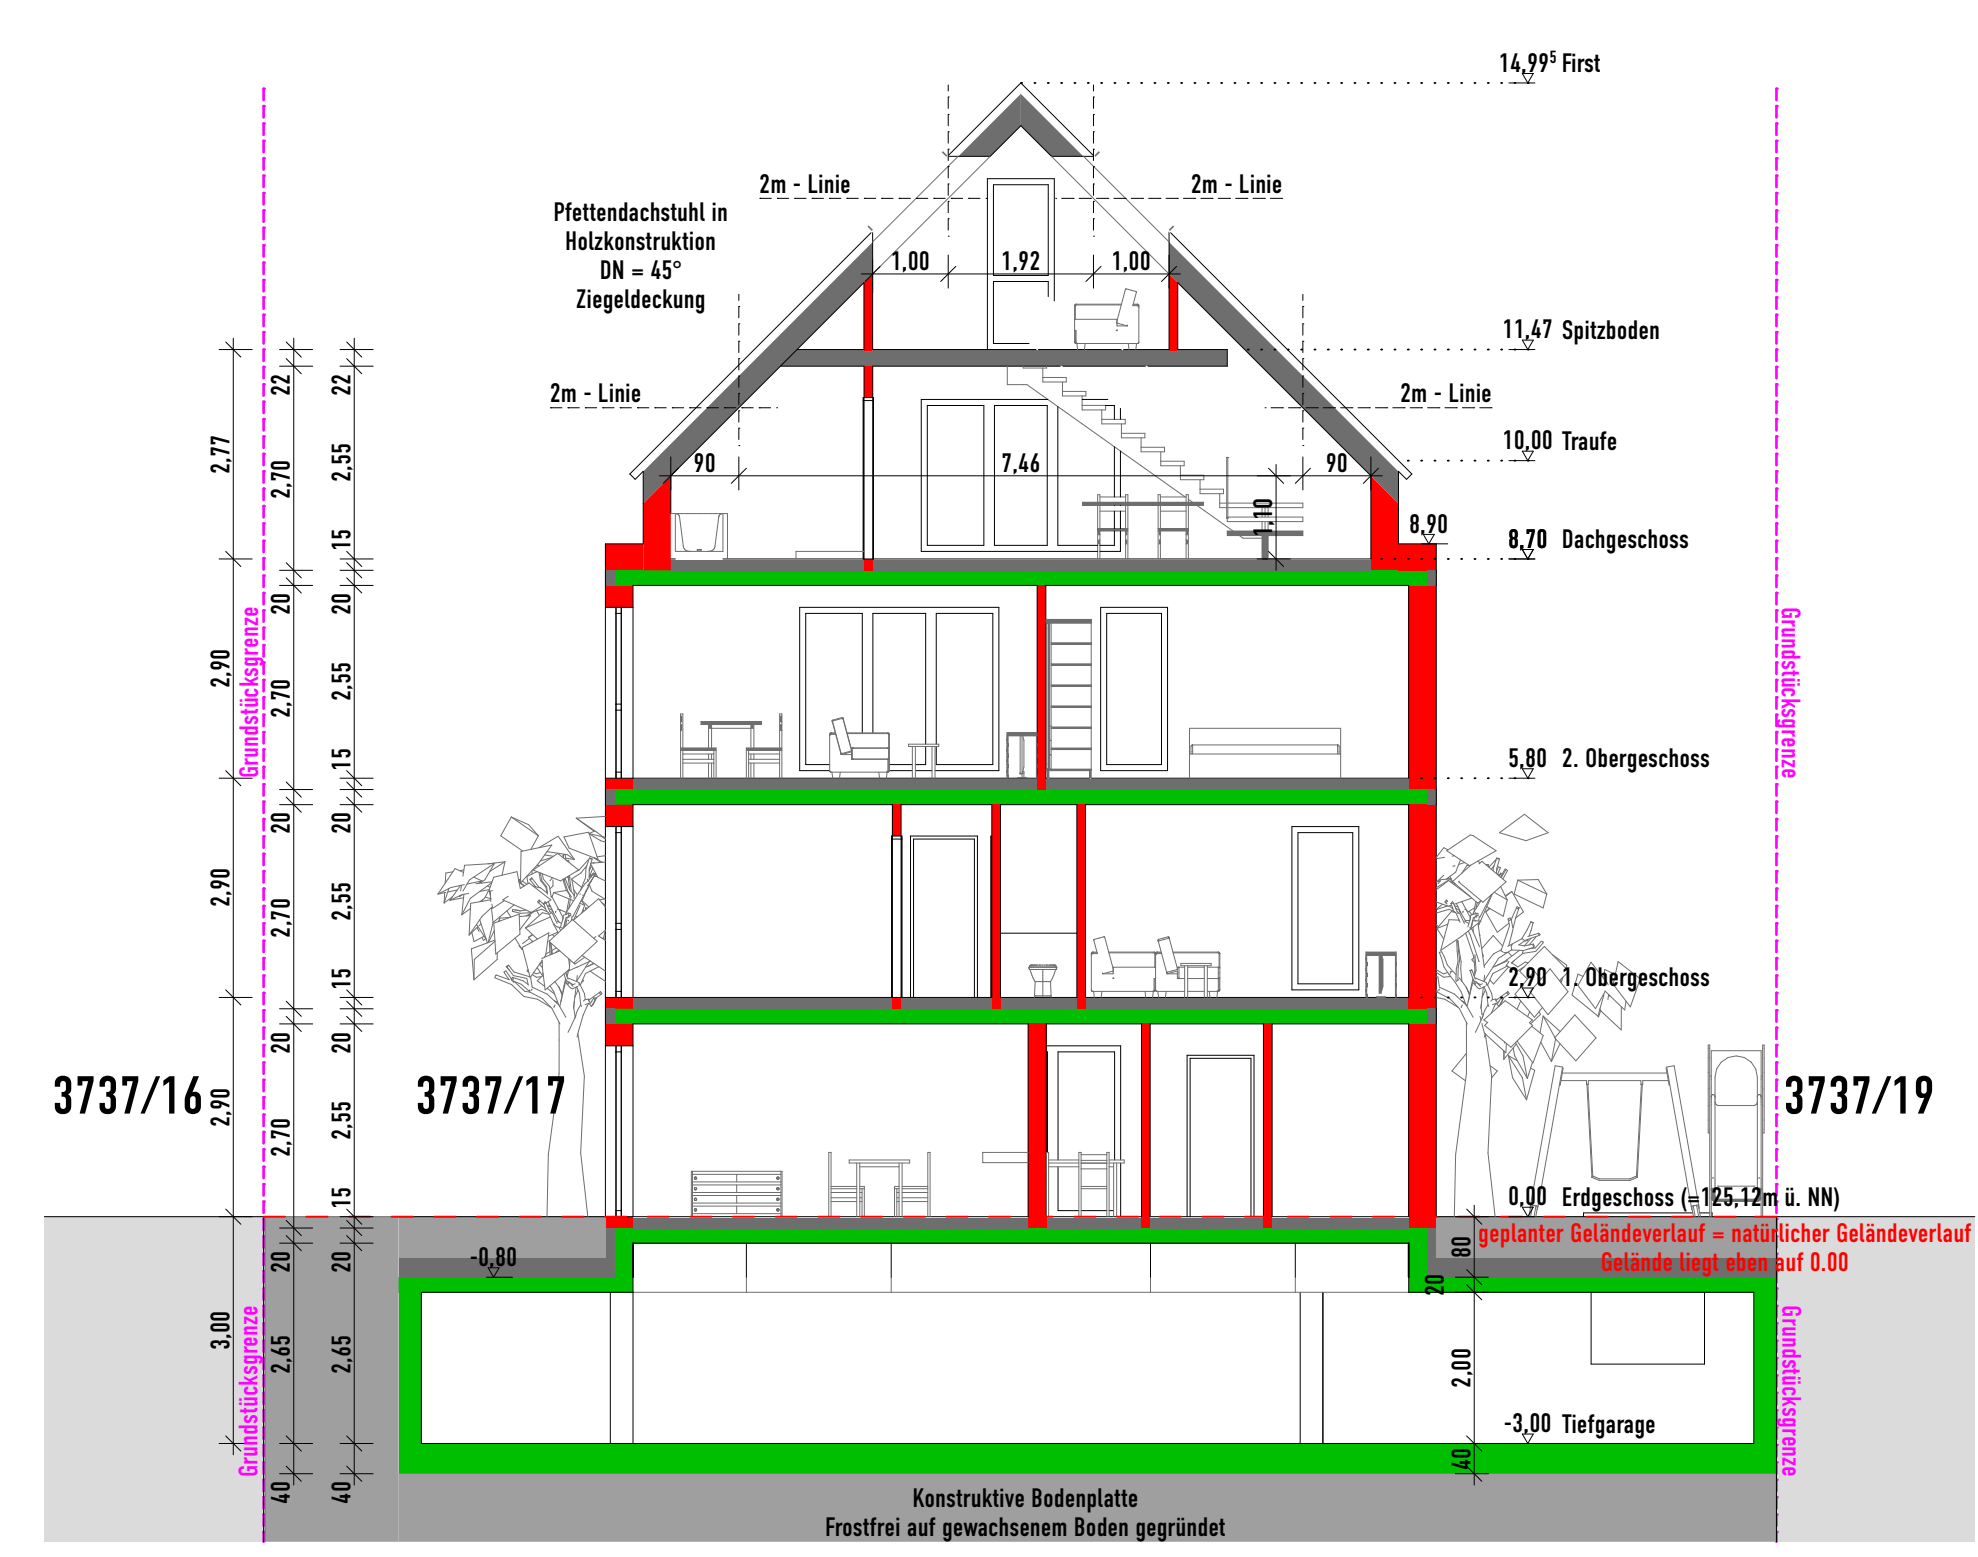 14,99⁵ First
2m - Linie
2m - Linie
Pfettendachstuhl in
Holzkonstruktion
DN = 45°
Ziegeldeckung
1,00
1,92
1,00
11,47 Spitzboden
2m - Linie
2m - Linie
10,00 Traufe
90
7,46
90
1,10
8,90
8,70 Dachgeschoss
5,80 2. Obergeschoss
2,90 1. Obergeschoss
0,00 Erdgeschoss (=125,12m ü. NN)
geplanter Geländeverlauf = natürlicher Geländeverlauf
Gelände liegt eben auf 0.00
-0,80
80
20
2,00
40
-3,00 Tiefgarage
3737/16
3737/17
3737/19
2,77
2,90
2,90
2,90
3,00
22
2,70
20
2,70
20
2,70
20
2,70
20
2,65
40
22
2,55
15
20
2,55
15
20
2,55
15
20
2,55
15
20
2,65
40
Grundstücksgrenze
Grundstücksgrenze
Grundstücksgrenze
Grundstücksgrenze
Konstruktive Bodenplatte
Frostfrei auf gewachsenem Boden gegründet